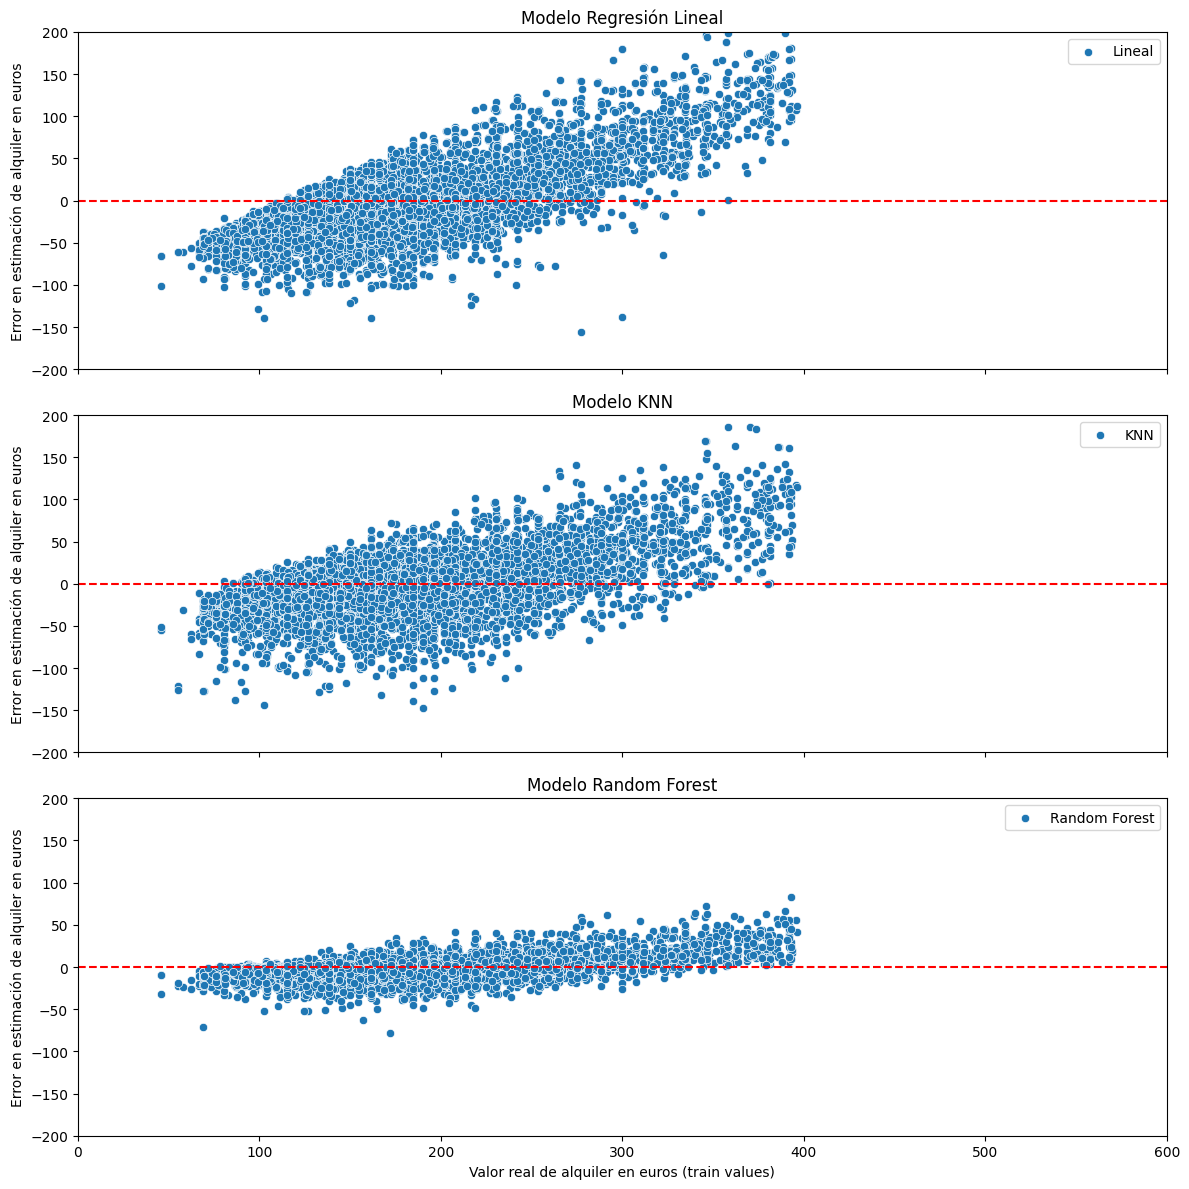 Modelo Regresión Lineal
200
150
100
50
0
−50
−100
−150
−200
Error en estimación de alquiler en euros
Lineal
Modelo KNN
200
150
100
50
0
−50
−100
−150
−200
Error en estimación de alquiler en euros
KNN
Modelo Random Forest
200
150
100
50
0
−50
−100
−150
−200
Error en estimación de alquiler en euros
Random Forest
0 100 200 300 400 500 600
Valor real de alquiler en euros (train values)